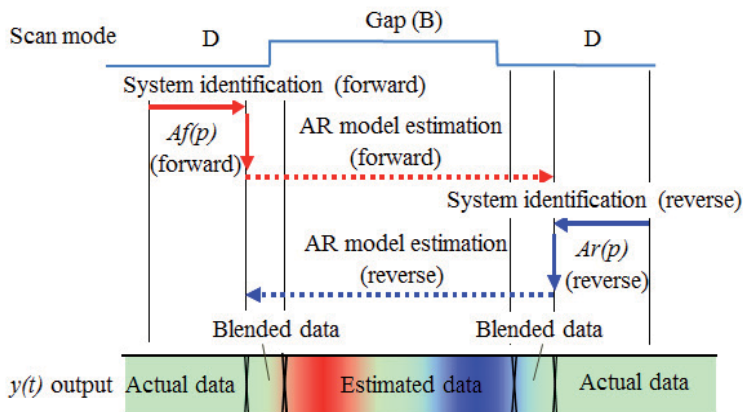 Gap (B)
Scan mode
D
D
System identification (forward)
Af(p)
(forward)
AR model estimation
(forward)
System identification (reverse)
AR model estimation
(reverse)
Ar(p)
(reverse)
Blended data
Blended data
y(t) output
Actual data
Estimated data
Actual data